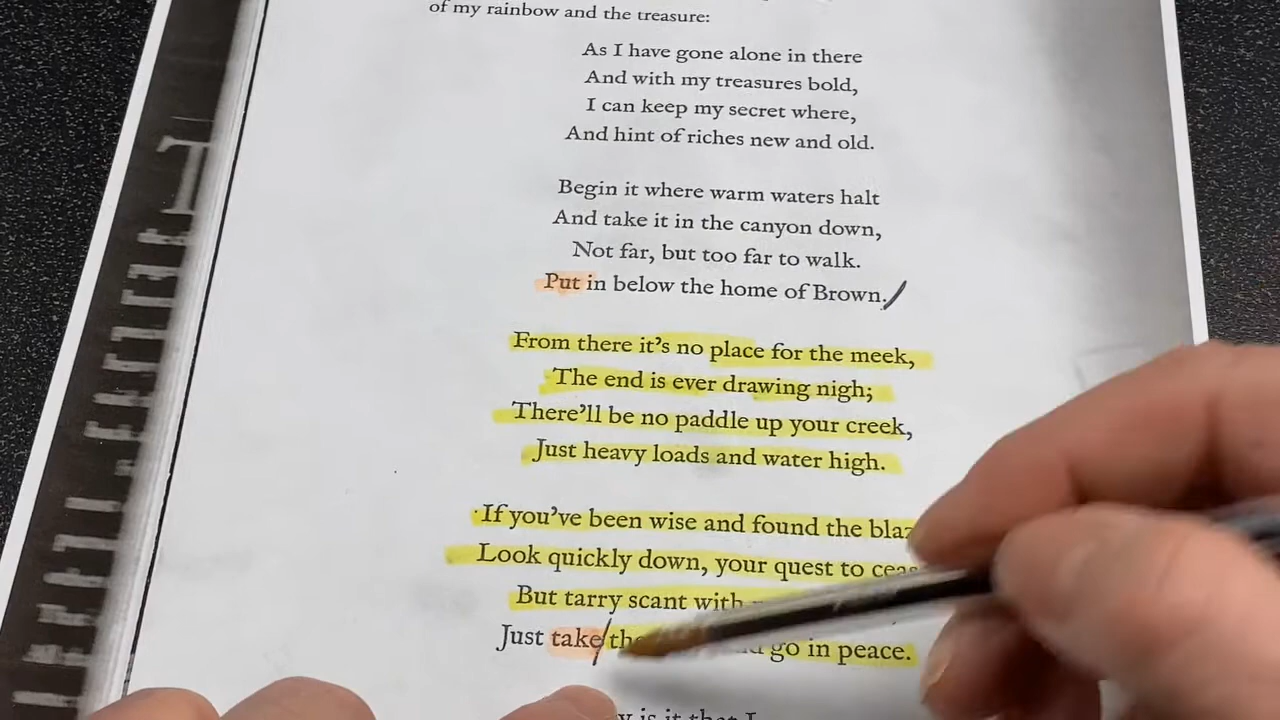 of my rainbow and the treasure:
As I have gone alone in there
And with my treasures bold,
I can keep my secret where,
And hint of riches new and old.
Begin it where warm waters halt
And take it in the canyon down,
Not far, but too far to walk.
Put in below the home of Brown.
From there it's no place for the meek,
The end is ever drawing nigh;
There'll be no paddle up your creek,
Just heavy loads and water high.
If you've been wise and found the
Look quickly down, your quest to
But tarry scant with
Just take go in peace.
is it that I